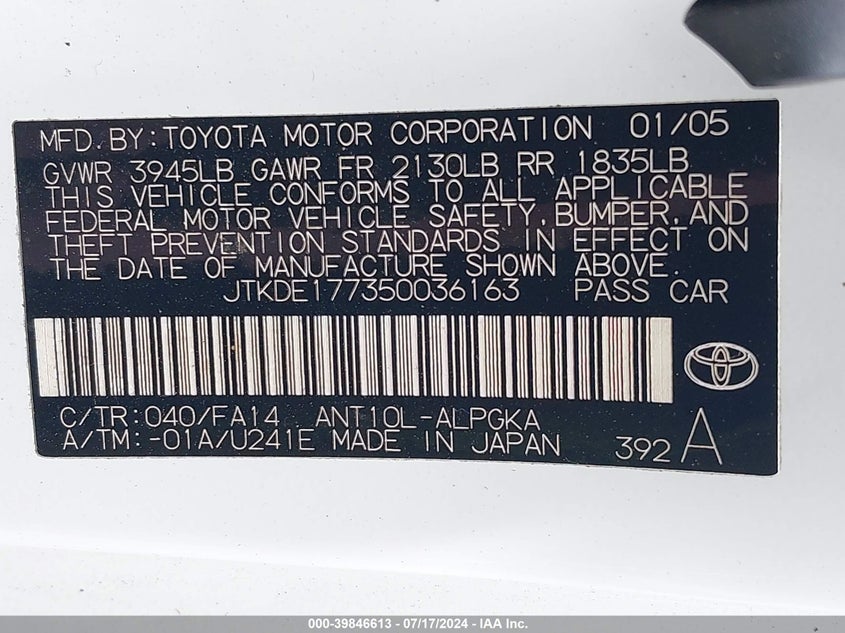 MFD. BY: TOYOTA MOTOR CORPORATION 01/05
GVWR 3945LB GAWR FR 2130LB RR 1835LB
THIS VEHICLE CONFORMS TO ALL APPLICABLE
FEDERAL MOTOR VEHICLE SAFETY, BUMPER, AND
THEFT PREVENTION STANDARDS IN EFFECT ON
THE DATE OF MANUFACTURE SHOWN ABOVE.
JTKDE177350036163 PASS CAR
C/TR: 040/FA14 ANT10L-ALPGKA
A/TM: -01A/U241E MADE IN JAPAN 392 A
000-39846613 - 07/17/2024 - IAA Inc.